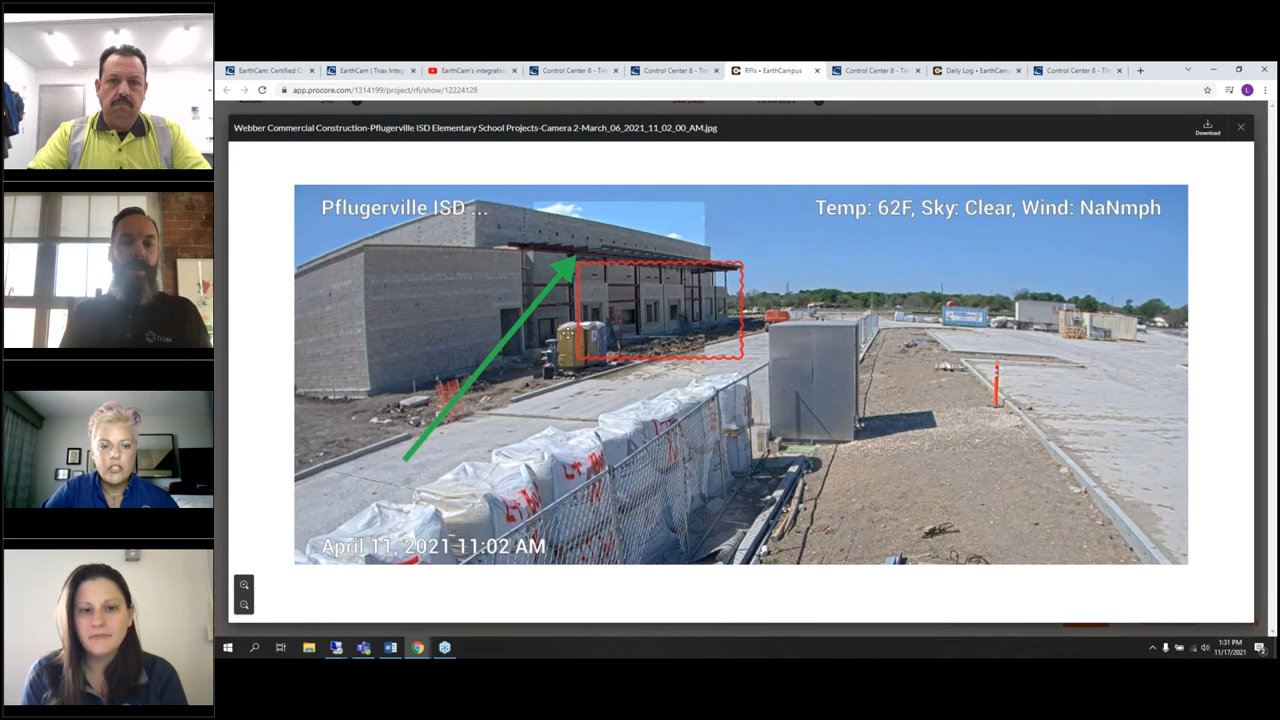 EarthCam: Certified Co
EarthCam | Triax Integ
EarthCam's integration
Control Center 8 - Tim
Control Center 8 - Tim
RFIs • EarthCampus
Control Center 8 - Tim
Daily Log • EarthCam
Control Center 8 - Tim
app.procore.com/1314199/project/rfi/show/12224128
Webber Commercial Construction-Pflugerville ISD Elementary School Projects-Camera 2-March_06_2021_11_02_00_AM.jpg
Download
Pflugerville ISD ...
Temp: 62F, Sky: Clear, Wind: NaNmph
April 11, 2021 11:02 AM
triax
1:31 PM
11/17/2021